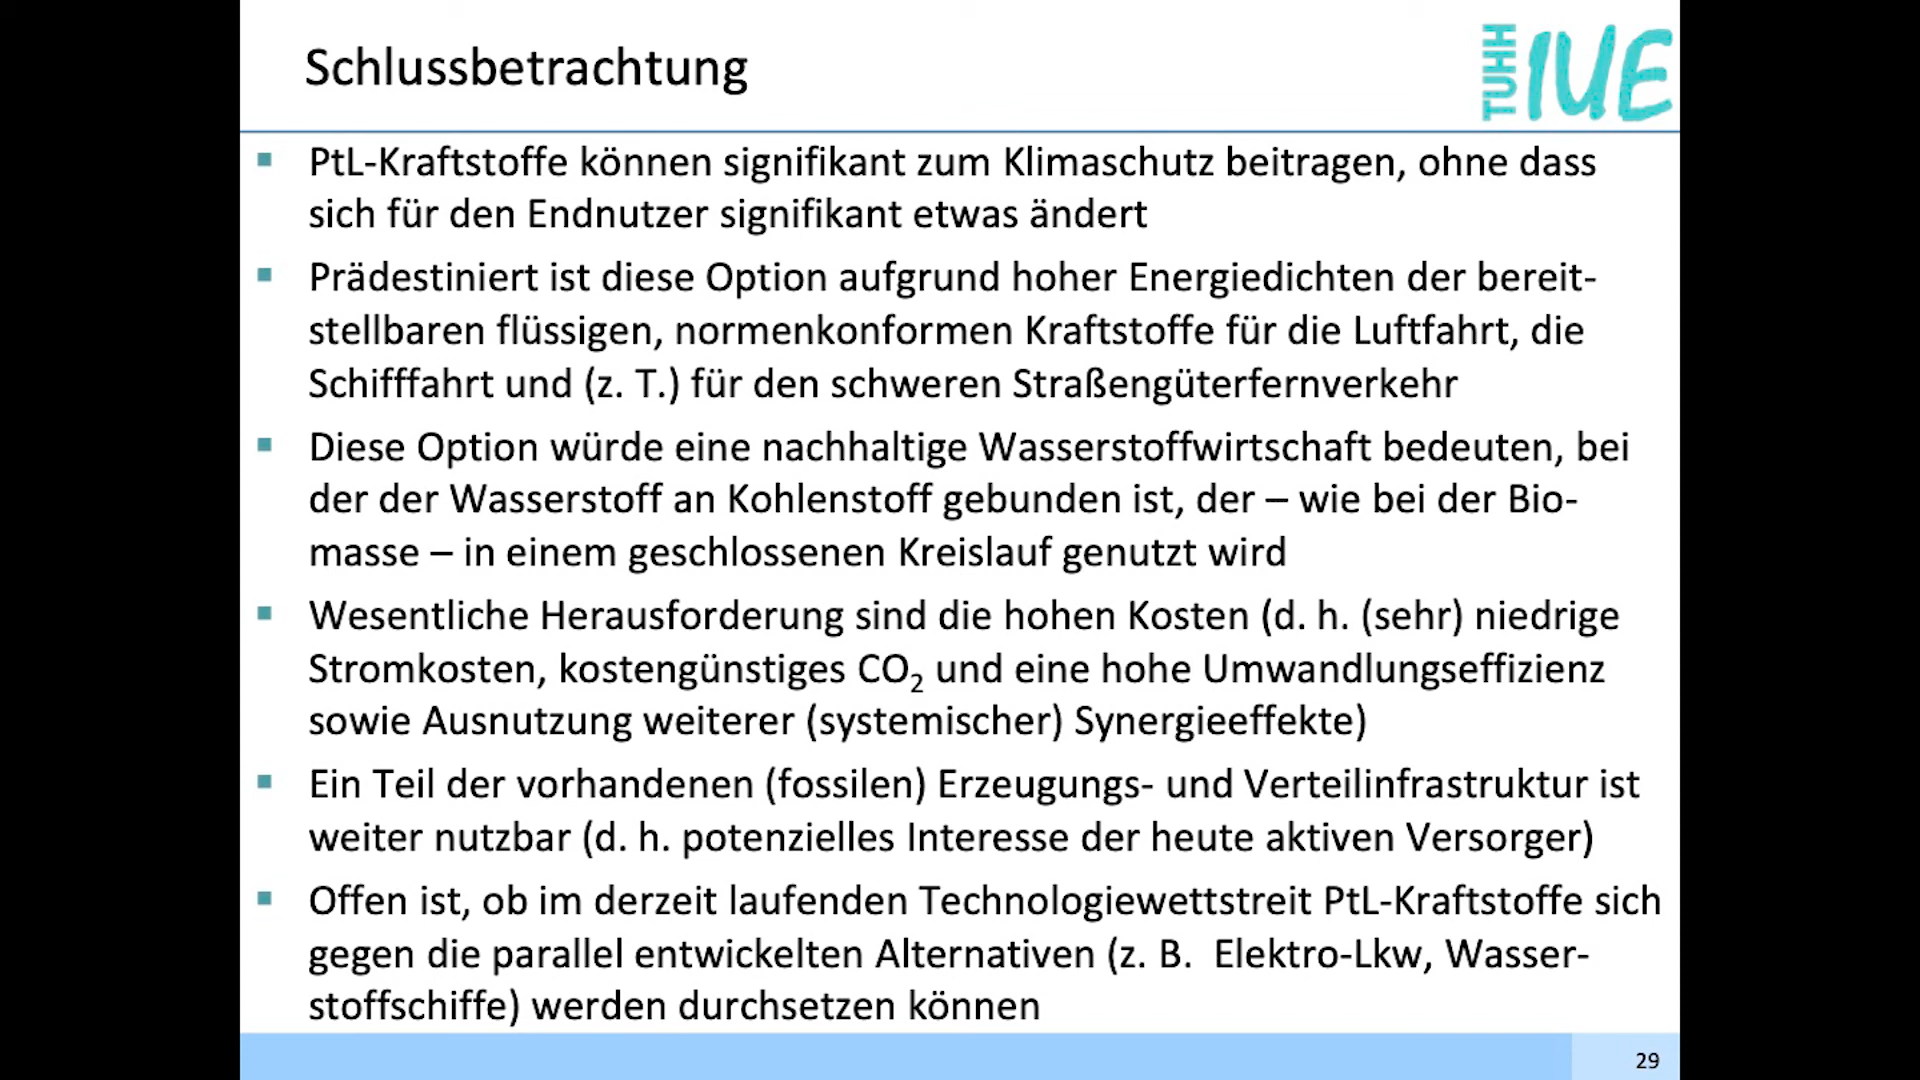 Schlussbetrachtung
TUHH IUE
PtL-Kraftstoffe können signifikant zum Klimaschutz beitragen, ohne dass
sich für den Endnutzer signifikant etwas ändert
Prädestiniert ist diese Option aufgrund hoher Energiedichten der bereit-
stellbaren flüssigen, normenkonformen Kraftstoffe für die Luftfahrt, die
Schifffahrt und (z. T.) für den schweren Straßengüterfernverkehr
Diese Option würde eine nachhaltige Wasserstoffwirtschaft bedeuten, bei
der der Wasserstoff an Kohlenstoff gebunden ist, der – wie bei der Bio-
masse – in einem geschlossenen Kreislauf genutzt wird
Wesentliche Herausforderung sind die hohen Kosten (d. h. (sehr) niedrige
Stromkosten, kostengünstiges CO₂ und eine hohe Umwandlungseffizienz
sowie Ausnutzung weiterer (systemischer) Synergieeffekte)
Ein Teil der vorhandenen (fossilen) Erzeugungs- und Verteilinfrastruktur ist
weiter nutzbar (d. h. potenzielles Interesse der heute aktiven Versorger)
Offen ist, ob im derzeit laufenden Technologiewettstreit PtL-Kraftstoffe sich
gegen die parallel entwickelten Alternativen (z. B. Elektro-Lkw, Wasser-
stoffschiffe) werden durchsetzen können
29